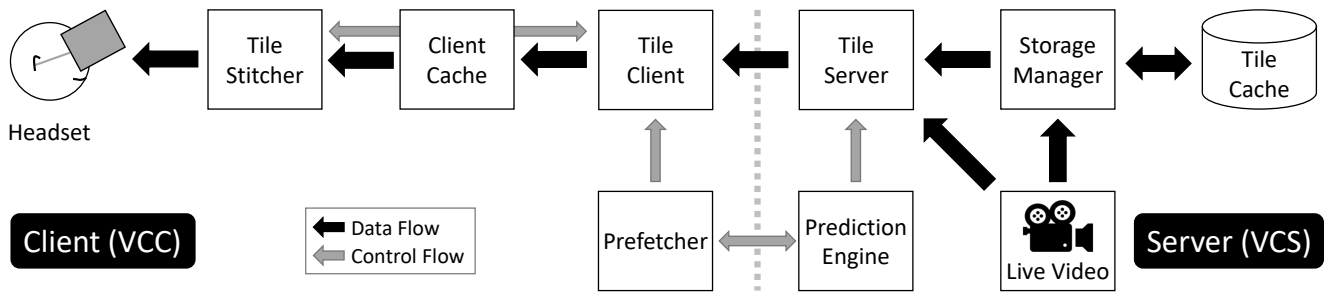 Tile
Stitcher
Client
Cache
Tile
Client
Tile
Server
Storage
Manager
Tile
Cache
Headset
Client (VCC)
Data Flow
Control Flow
Prefetcher
Prediction
Engine
Live Video
Server (VCS)